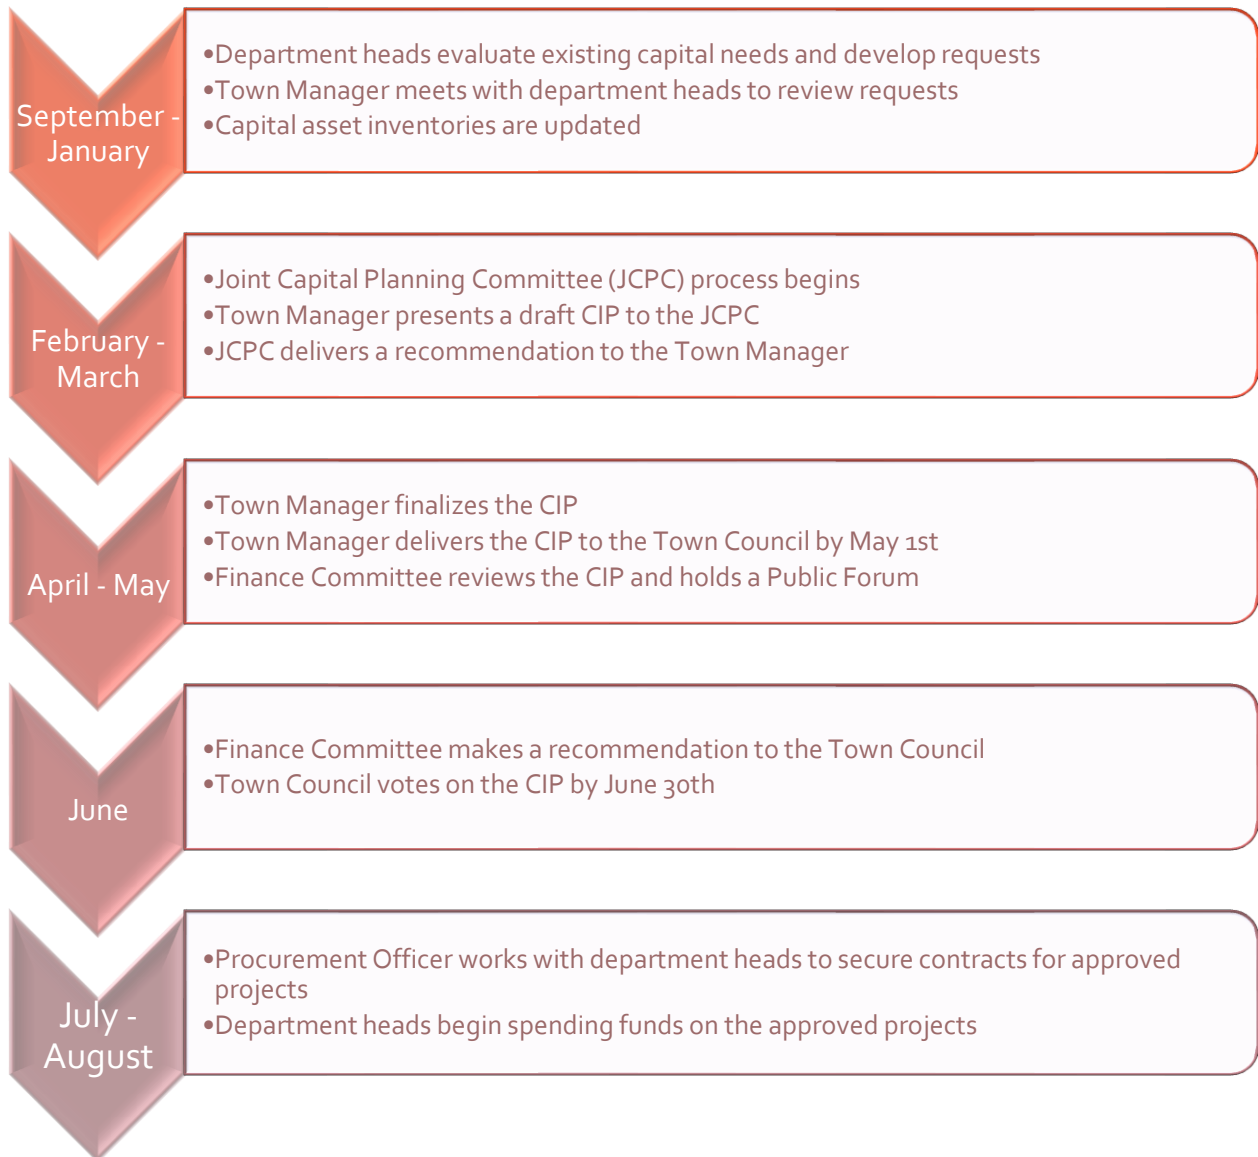 September -
January
•Department heads evaluate existing capital needs and develop requests
•Town Manager meets with department heads to review requests
•Capital asset inventories are updated
February -
March
•Joint Capital Planning Committee (JCPC) process begins
•Town Manager presents a draft CIP to the JCPC
•JCPC delivers a recommendation to the Town Manager
April - May
•Town Manager finalizes the CIP
•Town Manager delivers the CIP to the Town Council by May 1st
•Finance Committee reviews the CIP and holds a Public Forum
June
•Finance Committee makes a recommendation to the Town Council
•Town Council votes on the CIP by June 30th
July -
August
•Procurement Officer works with department heads to secure contracts for approved
projects
•Department heads begin spending funds on the approved projects